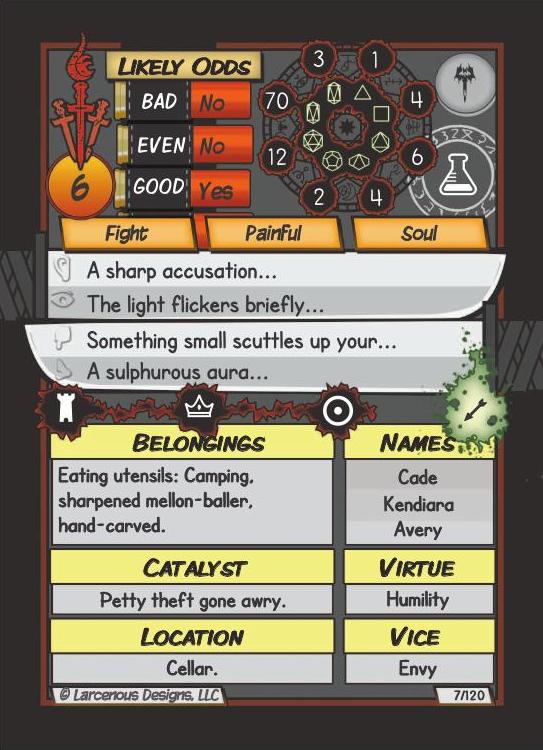 LIKELY ODDS
BAD No
EVEN No
GOOD Yes
6
3 1
70 4
12 6
2 4
Fight Painful Soul
A sharp accusation...
The light flickers briefly...
Something small scuttles up your...
A sulphurous aura...
BELONGINGS
Eating utensils: Camping,
sharpened mellon-baller,
hand-carved.
NAMES
Cade
Kendiara
Avery
CATALYST
Petty theft gone awry.
VIRTUE
Humility
LOCATION
Cellar.
VICE
Envy
© Larcenous Designs, LLC
7/120